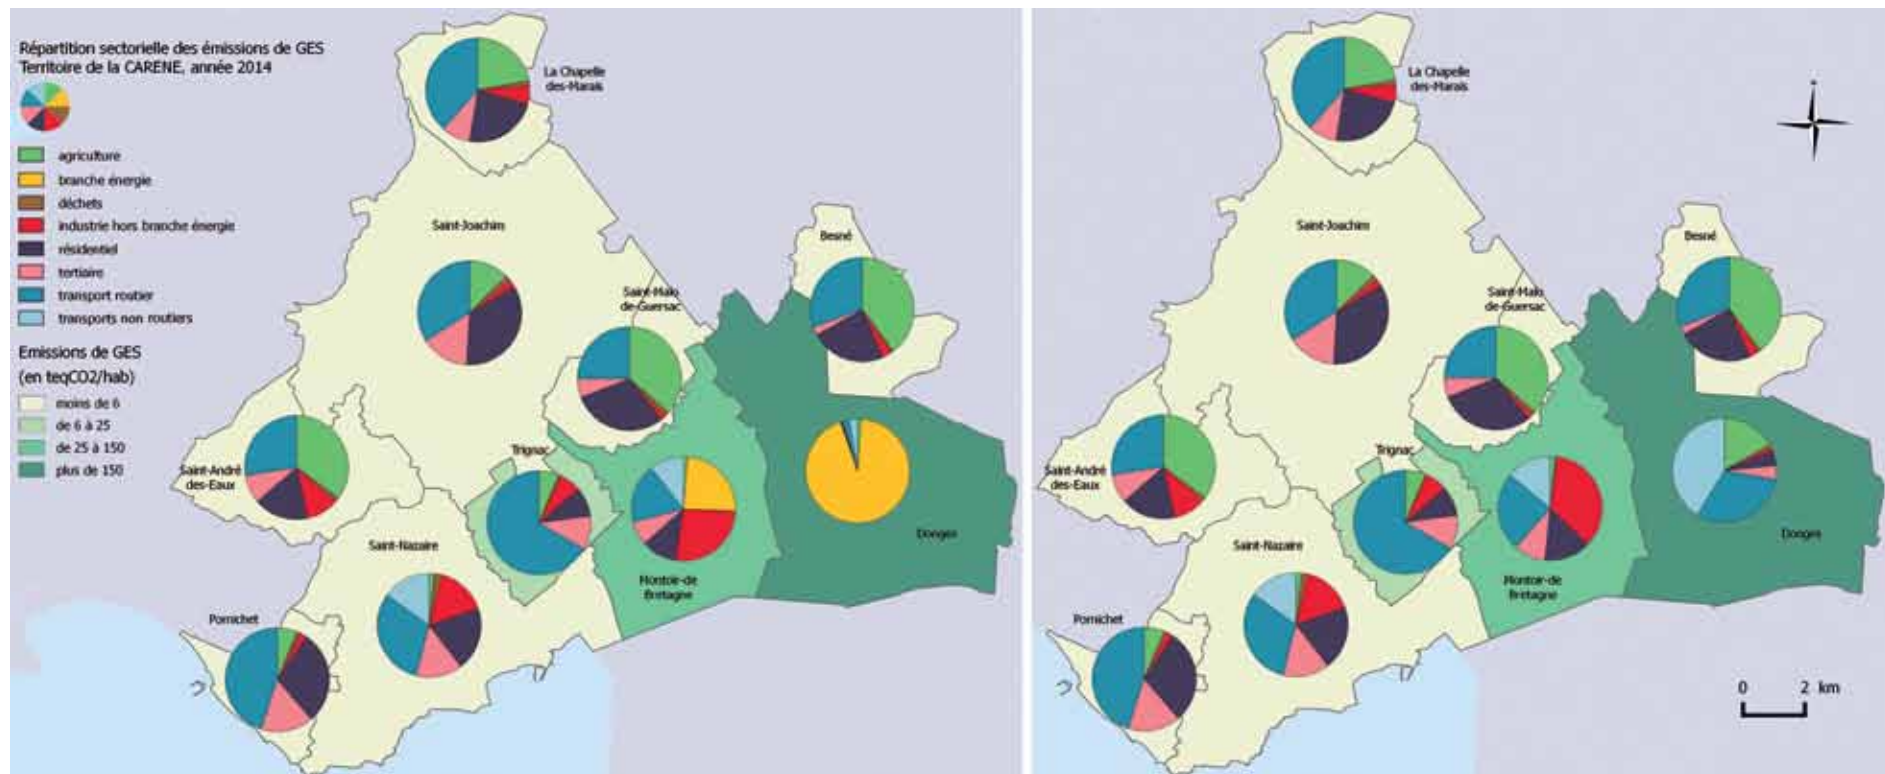 Répartition sectorielle des émissions de GES
Territoire de la CARENE, année 2014
agriculture
branche énergie
déchets
industrie hors branche énergie
résidentiel
tertiaire
transport routier
transports non routiers
Emissions de GES
(en teqCO2/hab)
moins de 6
de 6 à 25
de 25 à 150
plus de 150
La Chapelle
des-Marais
Saint-Joachim
Besné
Saint-Malo
de-Guersac
Trignac
Saint-André
des-Eaux
Saint-Nazaire
Donges
Montoir-de
Bretagne
Pornichet
La Chapelle
des-Marais
Saint-Joachim
Besné
Saint-Malo
de-Guersac
Trignac
Saint-André
des-Eaux
Saint-Nazaire
Donges
Montoir-de
Bretagne
Pornichet
0 2 km